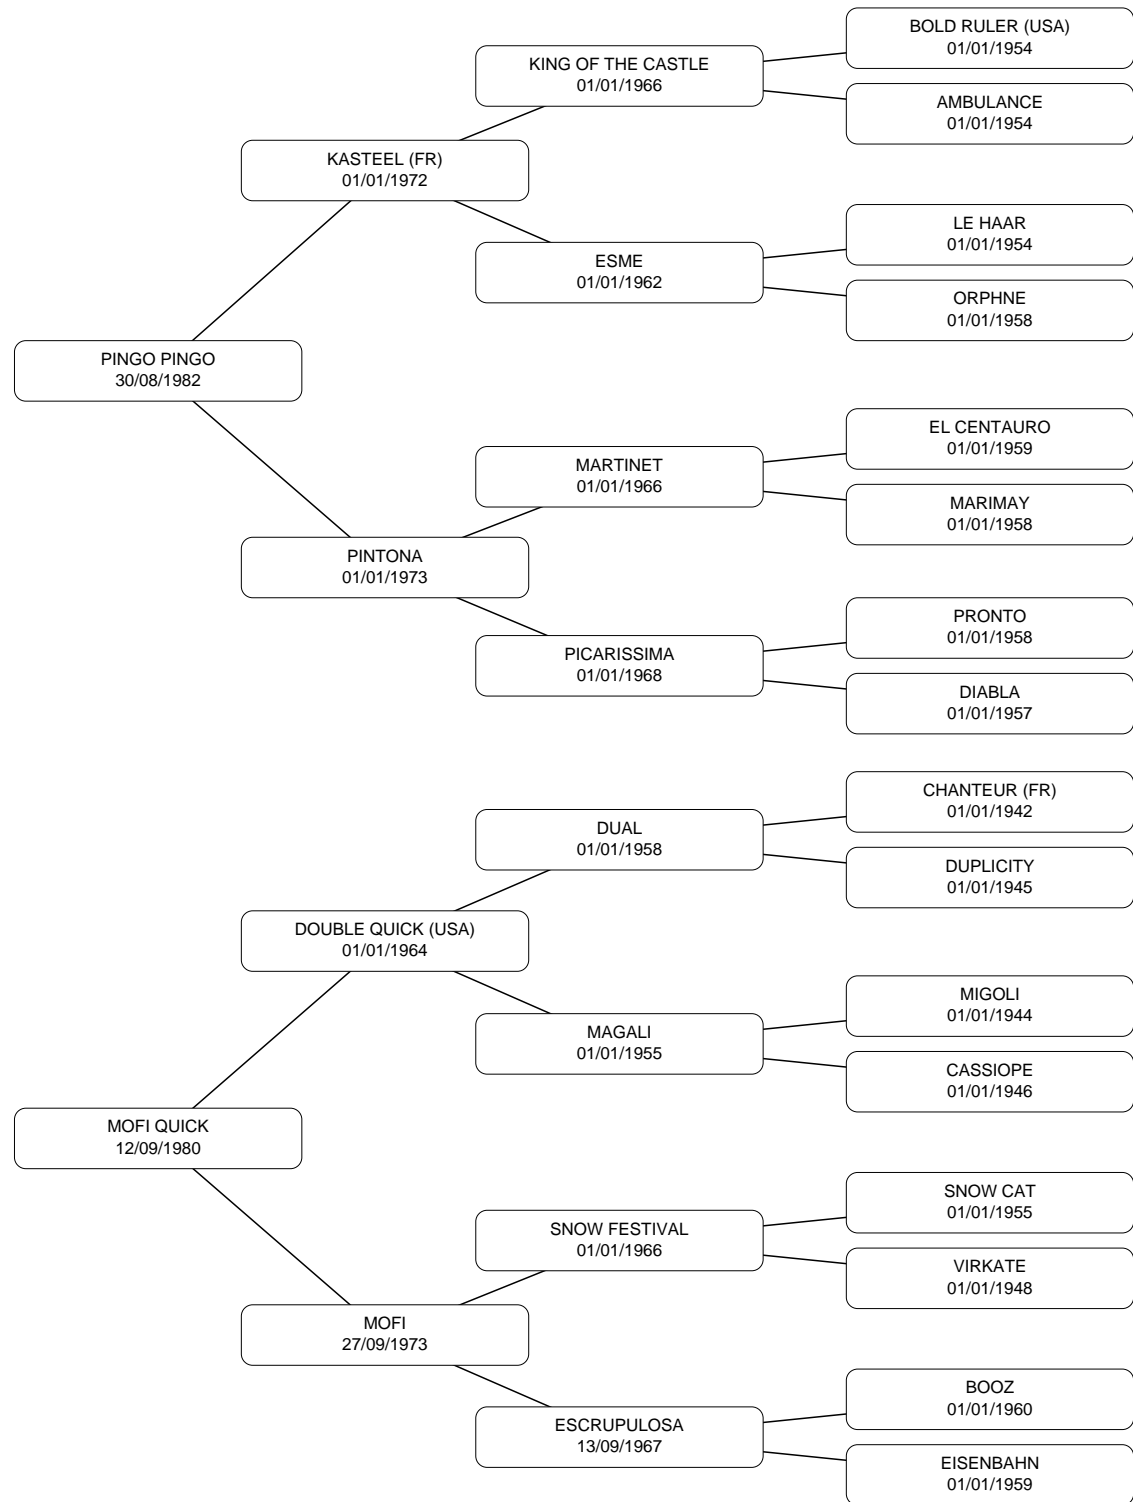 BOLD RULER (USA)
01/01/1954
KING OF THE CASTLE
01/01/1966
AMBULANCE
01/01/1954
KASTEEL (FR)
01/01/1972
LE HAAR
01/01/1954
ESME
01/01/1962
ORPHNE
01/01/1958
PINGO PINGO
30/08/1982
EL CENTAURO
01/01/1959
MARTINET
01/01/1966
MARIMAY
01/01/1958
PINTONA
01/01/1973
PRONTO
01/01/1958
PICARISSIMA
01/01/1968
DIABLA
01/01/1957
CHANTEUR (FR)
01/01/1942
DUAL
01/01/1958
DUPLICITY
01/01/1945
DOUBLE QUICK (USA)
01/01/1964
MIGOLI
01/01/1944
MAGALI
01/01/1955
CASSIOPE
01/01/1946
MOFI QUICK
12/09/1980
SNOW CAT
01/01/1955
SNOW FESTIVAL
01/01/1966
VIRKATE
01/01/1948
MOFI
27/09/1973
BOOZ
01/01/1960
ESCRUPULOSA
13/09/1967
EISENBAHN
01/01/1959